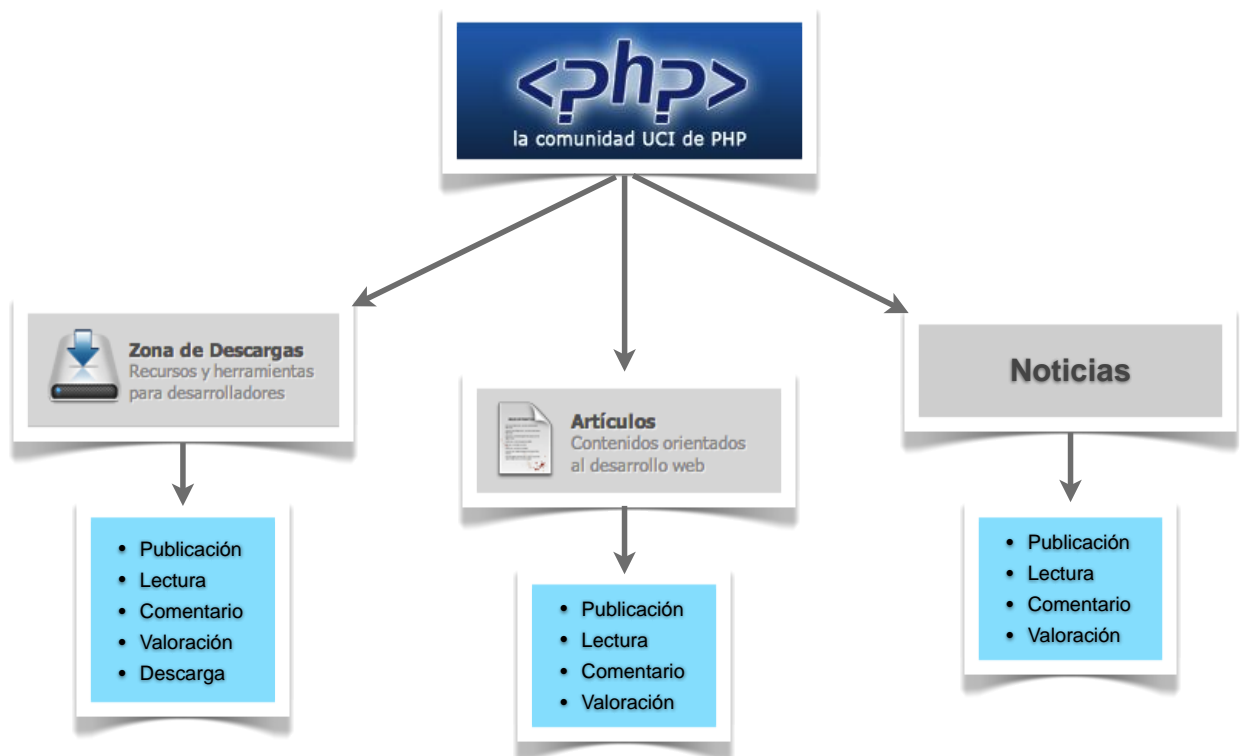 <?php?>
la comunidad UCI de PHP
Zona de Descargas
Recursos y herramientas
para desarrolladores
Artículos
Contenidos orientados
al desarrollo web
Noticias
• Publicación
• Lectura
• Comentario
• Valoración
• Descarga
• Publicación
• Lectura
• Comentario
• Valoración
• Publicación
• Lectura
• Comentario
• Valoración